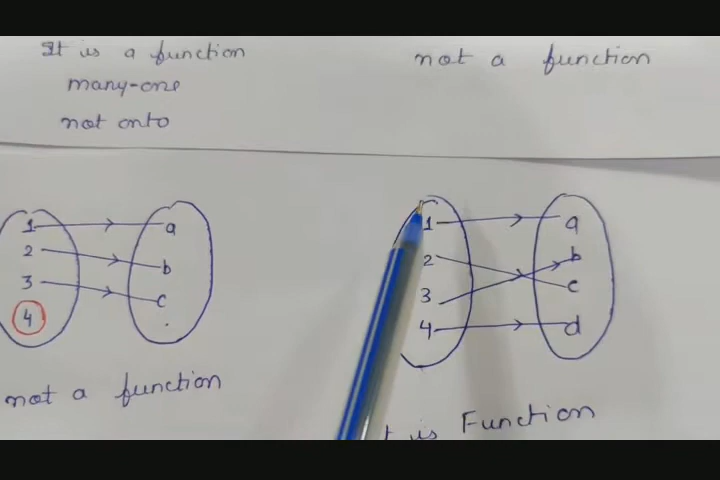 It is a function
many-one
not onto
not a function
1 a
2 b
3 c
4
not a function
1 a
2 b
3 c
4 d
is Function